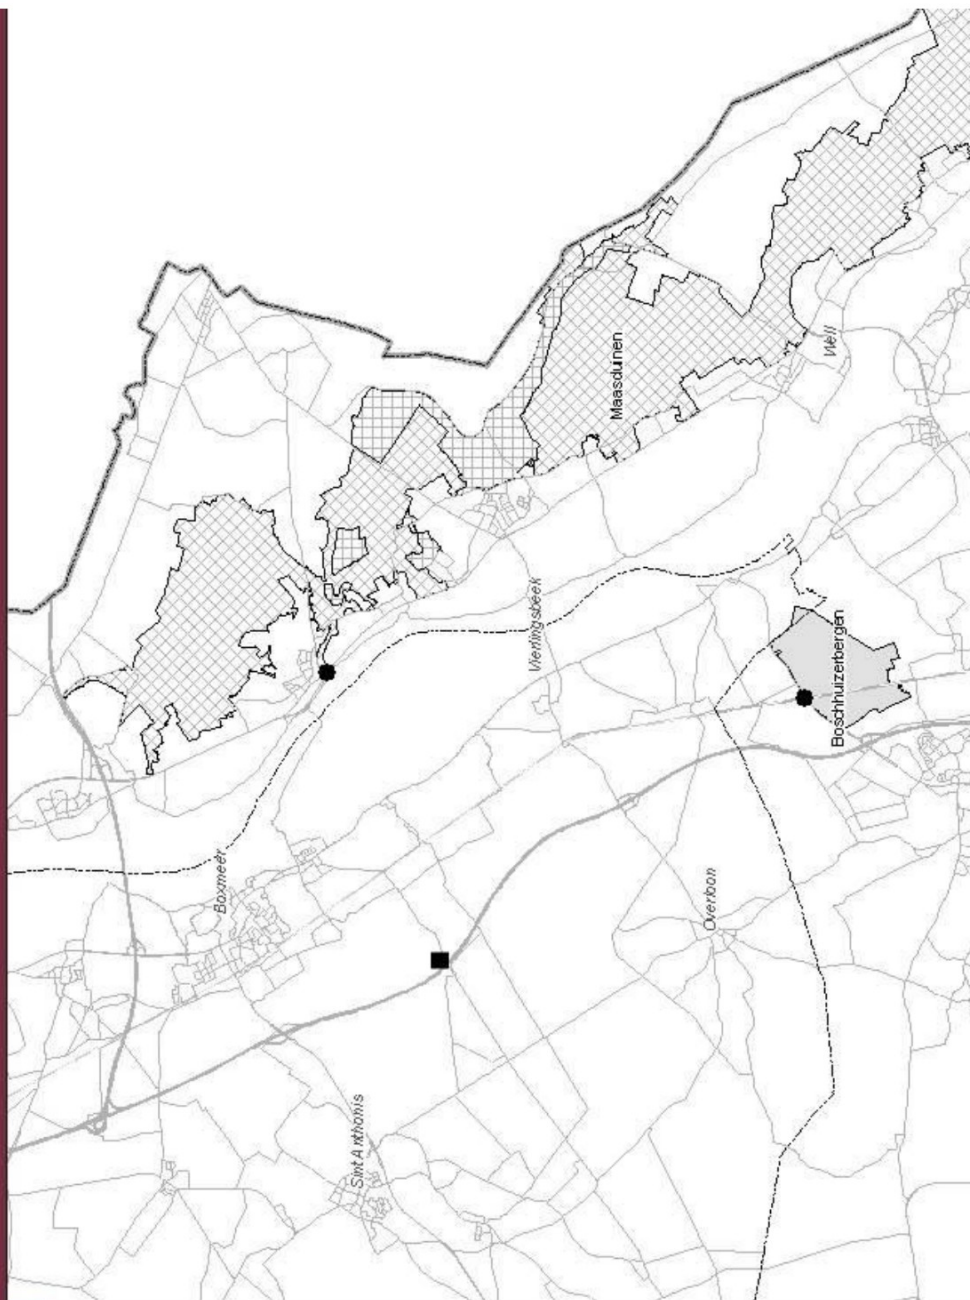 Maasduinen
Well
Vierlingsbeek
Boschhuizerbergen
Boxmeer
Overloon
Sint Anthonis